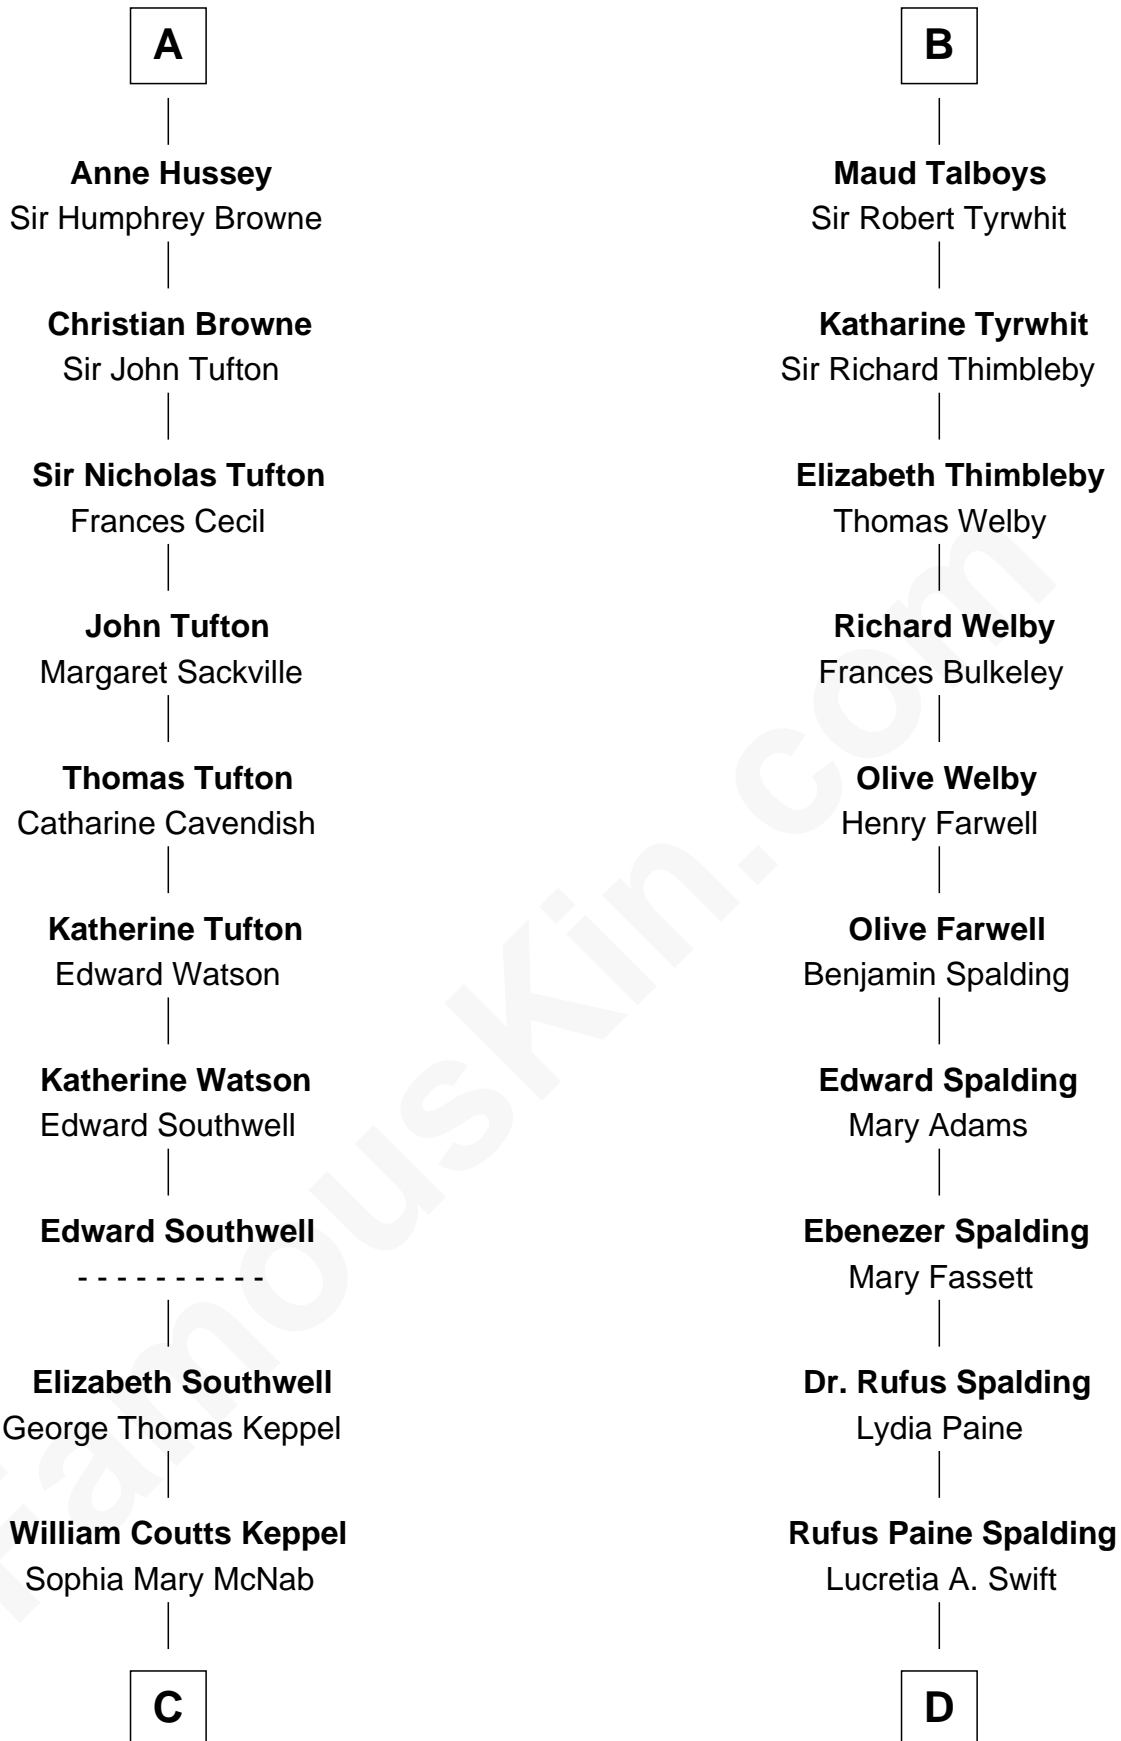 A
Anne Hussey
Sir Humphrey Browne
Christian Browne
Sir John Tufton
Sir Nicholas Tufton
Frances Cecil
John Tufton
Margaret Sackville
Thomas Tufton
Catharine Cavendish
Katherine Tufton
Edward Watson
Katherine Watson
Edward Southwell
Edward Southwell
- - - - - - - - - -
Elizabeth Southwell
George Thomas Keppel
William Coutts Keppel
Sophia Mary McNab
C
B
Maud Talboys
Sir Robert Tyrwhit
Katharine Tyrwhit
Sir Richard Thimbleby
Elizabeth Thimbleby
Thomas Welby
Richard Welby
Frances Bulkeley
Olive Welby
Henry Farwell
Olive Farwell
Benjamin Spalding
Edward Spalding
Mary Adams
Ebenezer Spalding
Mary Fassett
Dr. Rufus Spalding
Lydia Paine
Rufus Paine Spalding
Lucretia A. Swift
D
FamousKin.com